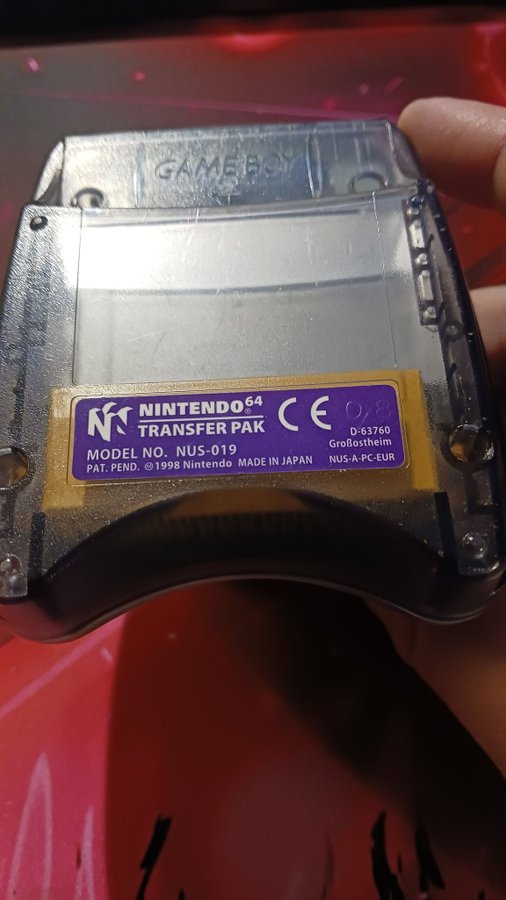 GAME BOY
NINTENDO64®
TRANSFER PAK
CE
MODEL NO. NUS-019
PAT. PEND. ©1998 Nintendo MADE IN JAPAN
D-63760
Großostheim
NUS-A-PC-EUR